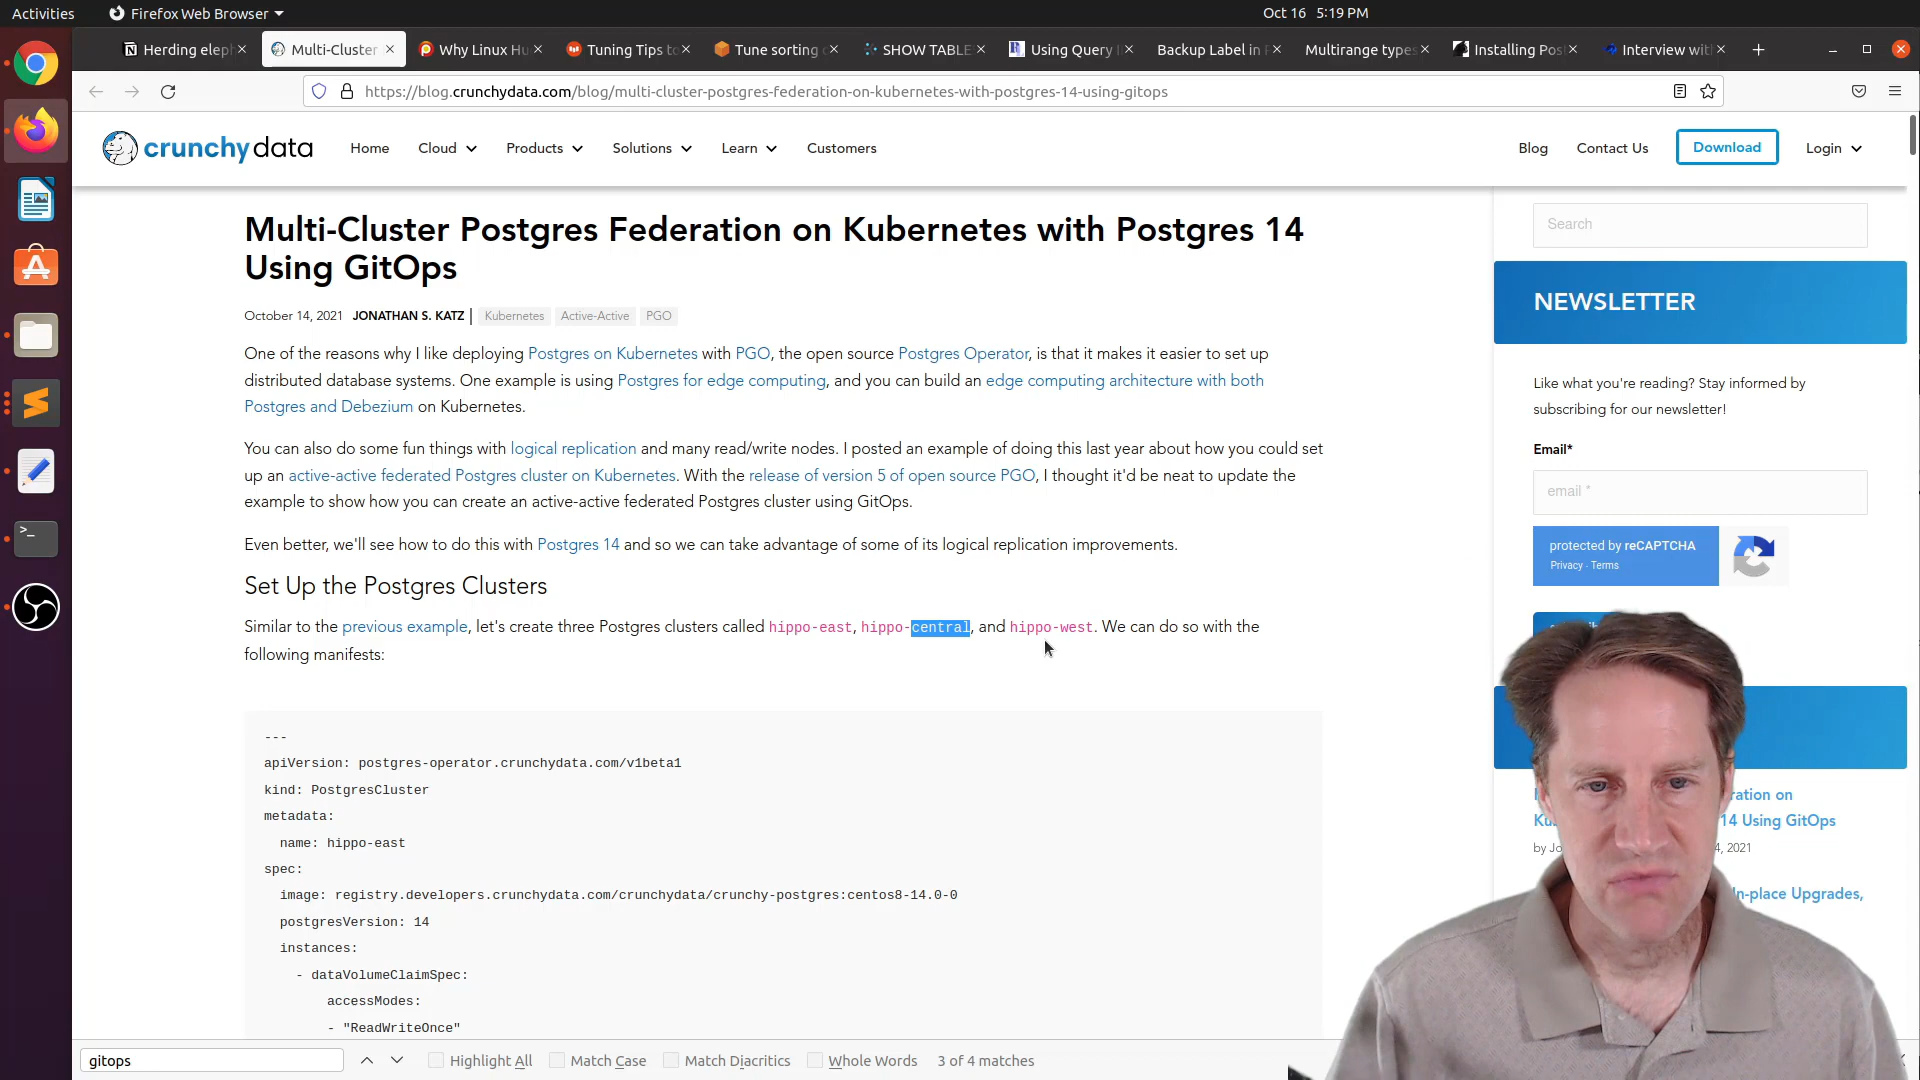 Activities Firefox Web Browser Oct 16 5:19 PM
Herding elep Multi-Cluster Why Linux Hu Tuning Tips to Tune sorting SHOW TABLE Using Query Backup Label in Multirange types Installing Pos Interview wit
https://blog.crunchydata.com/blog/multi-cluster-postgres-federation-on-kubernetes-with-postgres-14-using-gitops
crunchydata Home Cloud Products Solutions Learn Customers Blog Contact Us Download Login
Multi-Cluster Postgres Federation on Kubernetes with Postgres 14
Using GitOps
October 14, 2021 JONATHAN S. KATZ Kubernetes Active-Active PGO
One of the reasons why I like deploying Postgres on Kubernetes with PGO, the open source Postgres Operator, is that it makes it easier to set up
distributed database systems. One example is using Postgres for edge computing, and you can build an edge computing architecture with both
Postgres and Debezium on Kubernetes.
You can also do some fun things with logical replication and many read/write nodes. I posted an example of doing this last year about how you could set
up an active-active federated Postgres cluster on Kubernetes. With the release of version 5 of open source PGO, I thought it'd be neat to update the
example to show how you can create an active-active federated Postgres cluster using GitOps.
Even better, we'll see how to do this with Postgres 14 and so we can take advantage of some of its logical replication improvements.
Set Up the Postgres Clusters
Similar to the previous example, let's create three Postgres clusters called hippo-east, hippo-central, and hippo-west. We can do so with the
following manifests:
---
apiVersion: postgres-operator.crunchydata.com/v1beta1
kind: PostgresCluster
metadata:
name: hippo-east
spec:
image: registry.developers.crunchydata.com/crunchydata/crunchy-postgres:centos8-14.0-0
postgresVersion: 14
instances:
- dataVolumeClaimSpec:
accessModes:
- "ReadWriteOnce"
Search
NEWSLETTER
Like what you're reading? Stay informed by
subscribing for our newsletter!
Email*
email *
protected by reCAPTCHA
Privacy - Terms
ration on
14 Using GitOps
by Jo 4, 2021
In-place Upgrades,
gitops Highlight All Match Case Match Diacritics Whole Words 3 of 4 matches